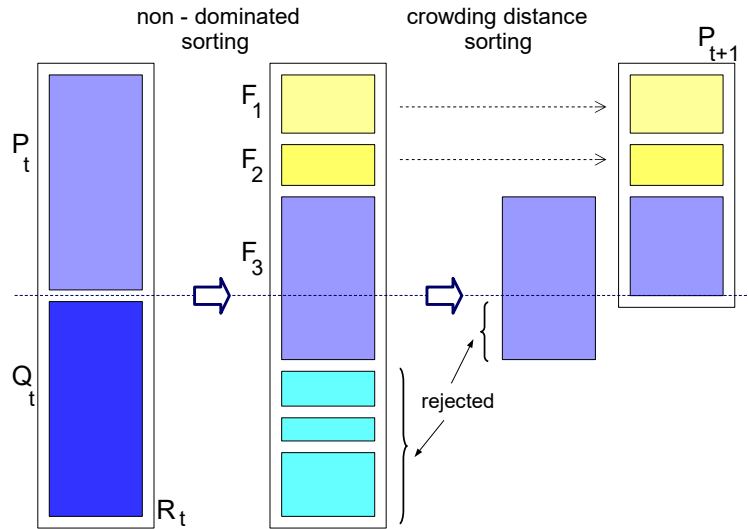 non - dominated
sorting
crowding distance
sorting
P t+1
F 1
P t
F 2
F 3
Q t
rejected
R t